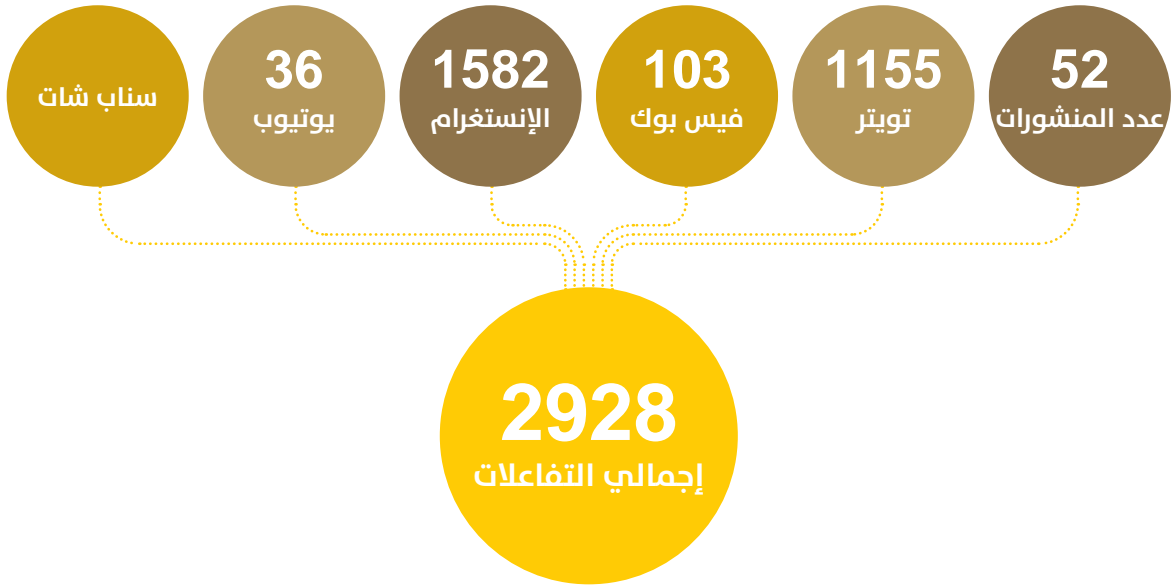 52
عدد المنشورات
1155
تويتر
103
فيس بوك
1582
الإنستغرام
36
يوتيوب
سناب شات
2928
إجمالي التفاعلات